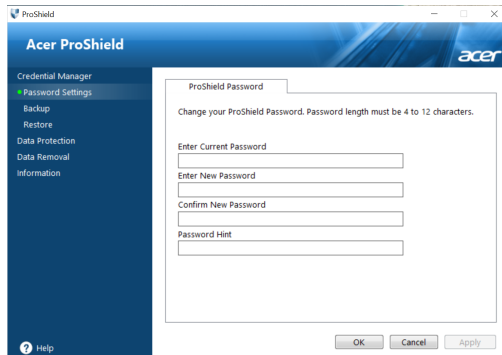 ProShield
Acer ProShield
acer
Credential Manager
Password Settings
Backup
Restore
Data Protection
Data Removal
Information
Help
ProShield Password
Change your ProShield Password. Password length must be 4 to 12 characters.
Enter Current Password
Enter New Password
Confirm New Password
Password Hint
OK
Cancel
Apply